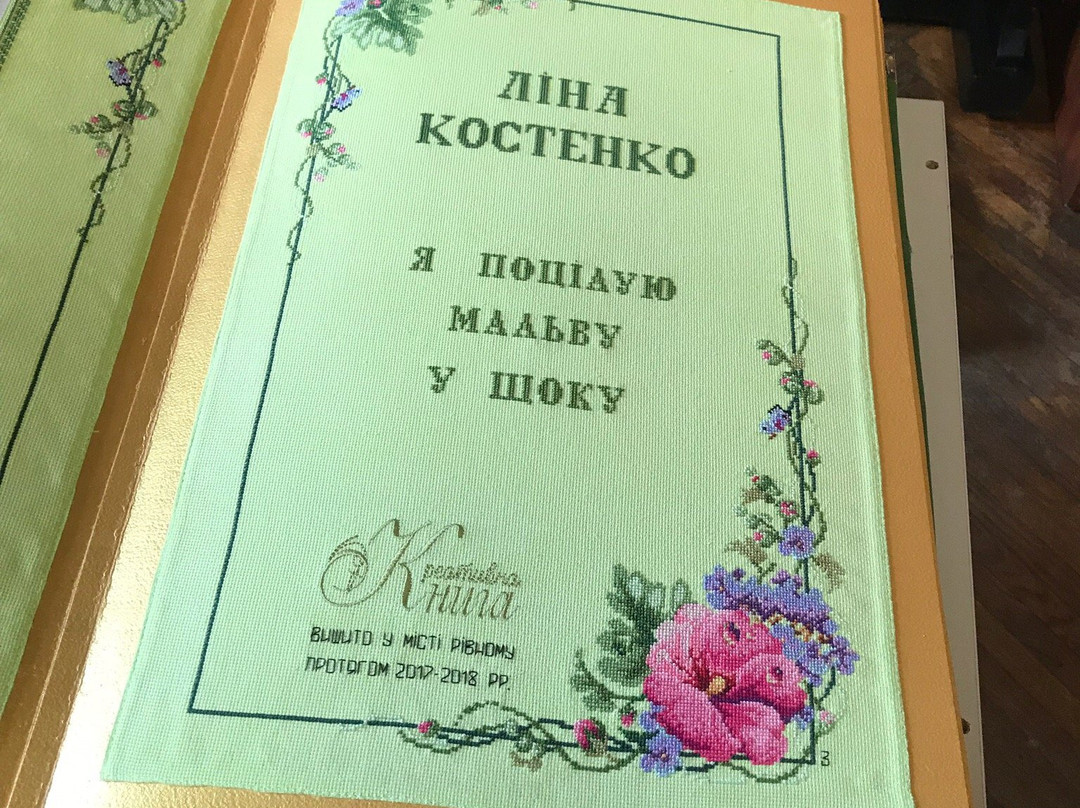 ЛІНА
КОСТЕНКО
Я ПОЦІЛУЮ
МАЛЬВУ
У ЩОКУ
Креативна
Книга
ВИШИТО У МІСТІ РІВНОМУ
ПРОТЯГОМ 2017-2018 РР.
3